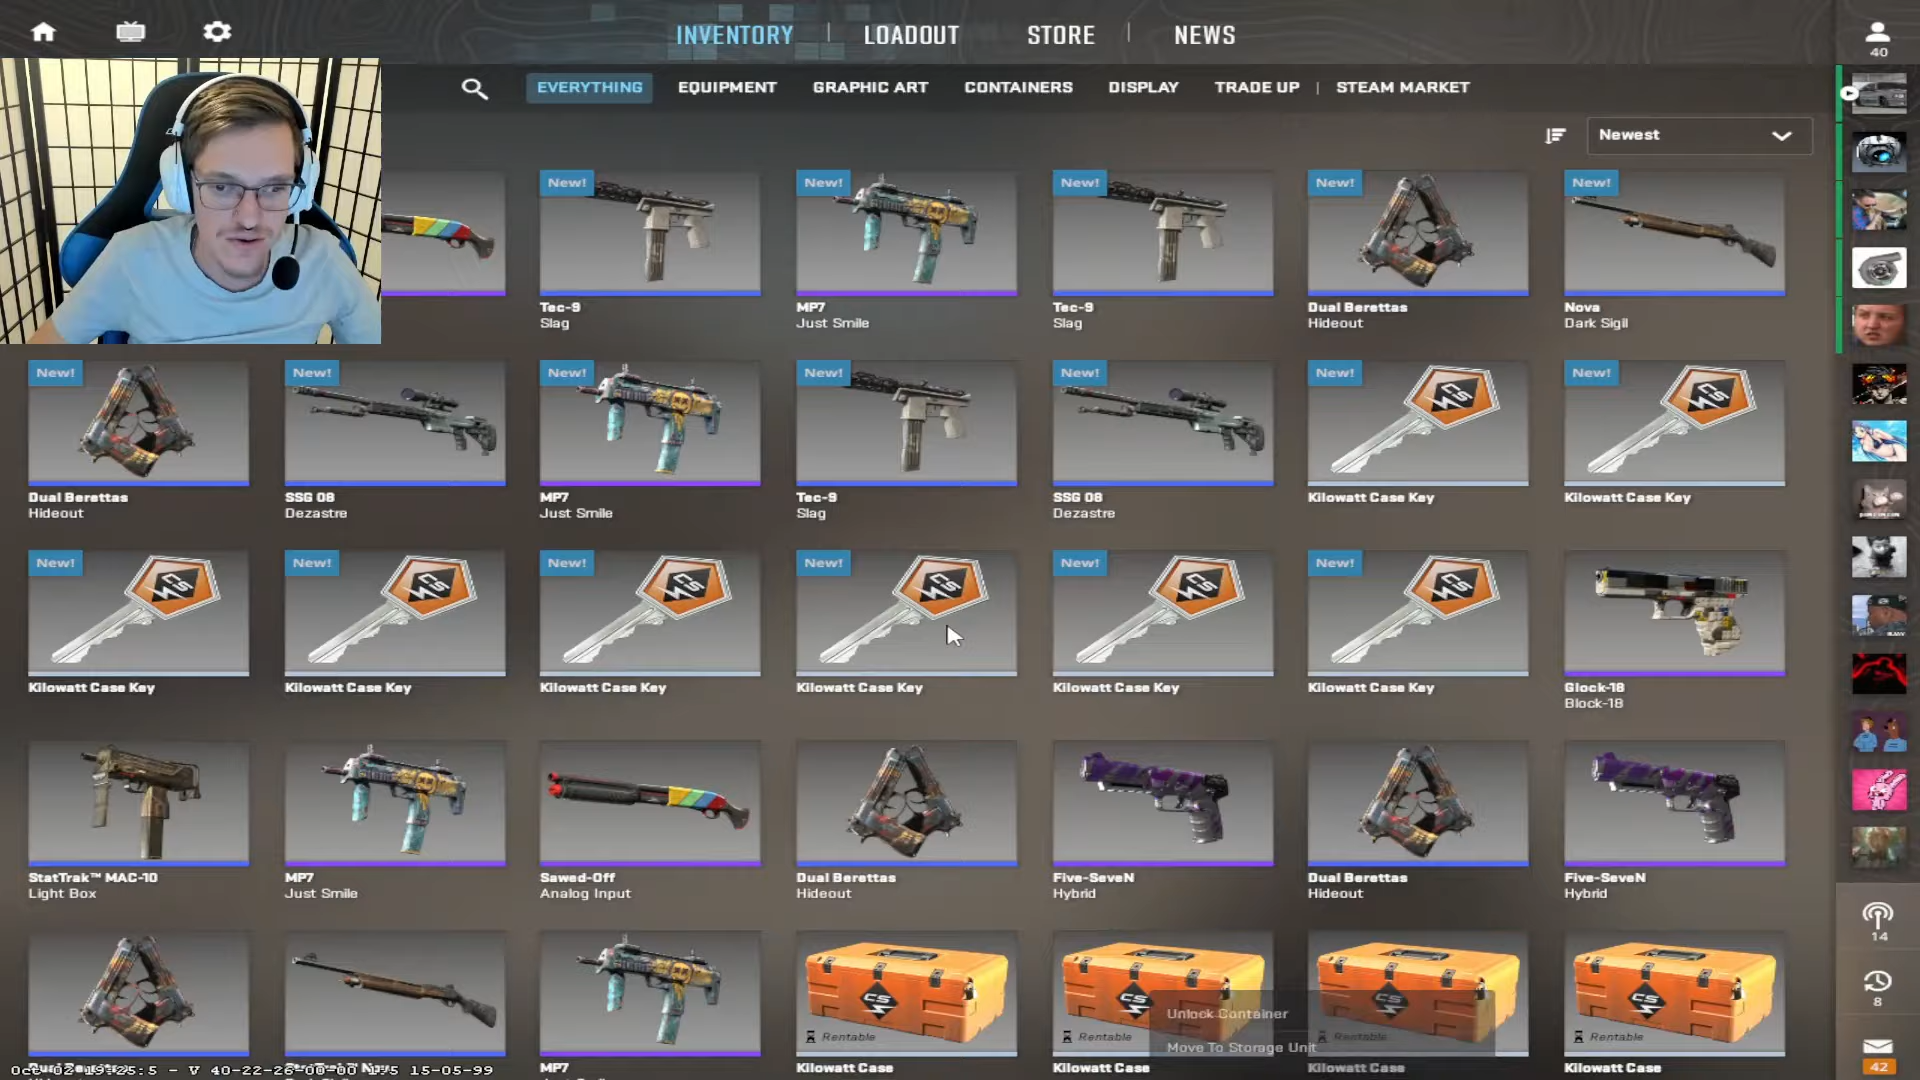 INVENTORY
LOADOUT
STORE
NEWS
40
EVERYTHING
EQUIPMENT
GRAPHIC ART
CONTAINERS
DISPLAY
TRADE UP
STEAM MARKET
Newest
New!
New!
New!
New!
New!
Tec-9
Slag
MP7
Just Smile
Tec-9
Slag
Dual Berettas
Hideout
Nova
Dark Sigil
New!
New!
New!
New!
New!
New!
New!
Dual Berettas
Hideout
SSG 08
Dezastre
MP7
Just Smile
Tec-9
Slag
SSG 08
Dezastre
Kilowatt Case Key
Kilowatt Case Key
New!
New!
New!
New!
New!
New!
Kilowatt Case Key
Kilowatt Case Key
Kilowatt Case Key
Kilowatt Case Key
Kilowatt Case Key
Kilowatt Case Key
Glock-18
Block-18
StatTrak™ MAC-10
Light Box
MP7
Just Smile
Sawed-Off
Analog Input
Dual Berettas
Hideout
Five-SeveN
Hybrid
Dual Berettas
Hideout
Five-SeveN
Hybrid
14
8
42
Rentable
Rentable
Rentable
Rentable
Unlock Container
Move To Storage Unit
MP7
Kilowatt Case
Kilowatt Case
Kilowatt Case
Kilowatt Case
15-05-99